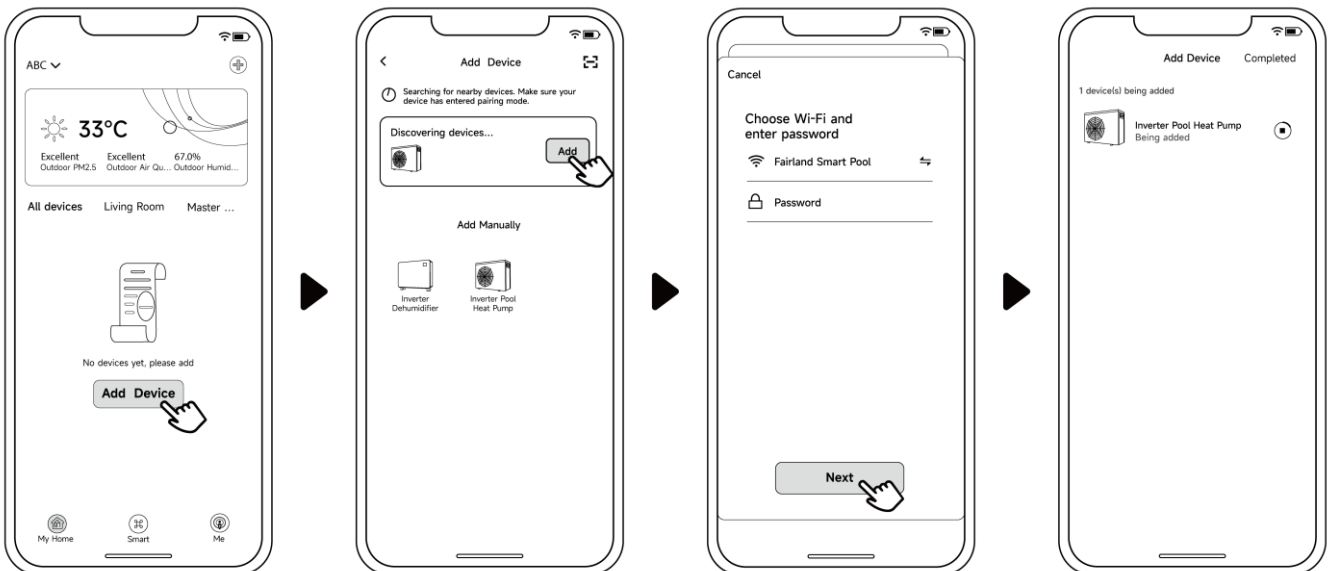 ABC
33°C
Excellent Excellent 67.0%
Outdoor PM2.5 Outdoor Air Qu... Outdoor Humid...
All devices Living Room Master ...
No devices yet, please add
Add Device
My Home Smart Me
Add Device
Searching for nearby devices. Make sure your
device has entered pairing mode.
Discovering devices...
Add
Add Manually
Inverter
Dehumidifier
Inverter Pool
Heat Pump
Cancel
Choose Wi-Fi and
enter password
Fairland Smart Pool
Password
Next
Add Device Completed
1 device(s) being added
Inverter Pool Heat Pump
Being added